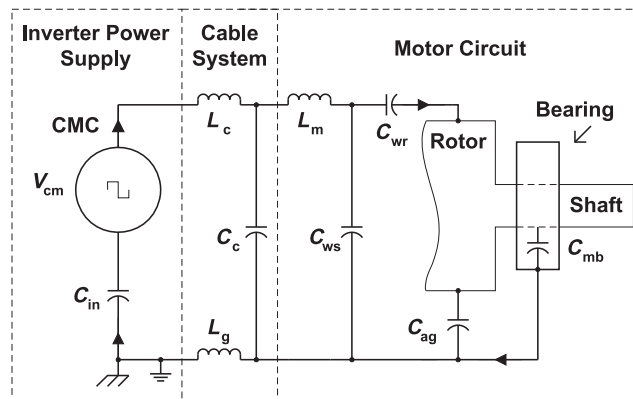 Inverter Power
Supply
Cable
System
Motor Circuit
CMC
Lc
Lm
Cwr
Rotor
Bearing
Vcm
Shaft
Cc
Cws
Cmb
Cin
Lg
Cag